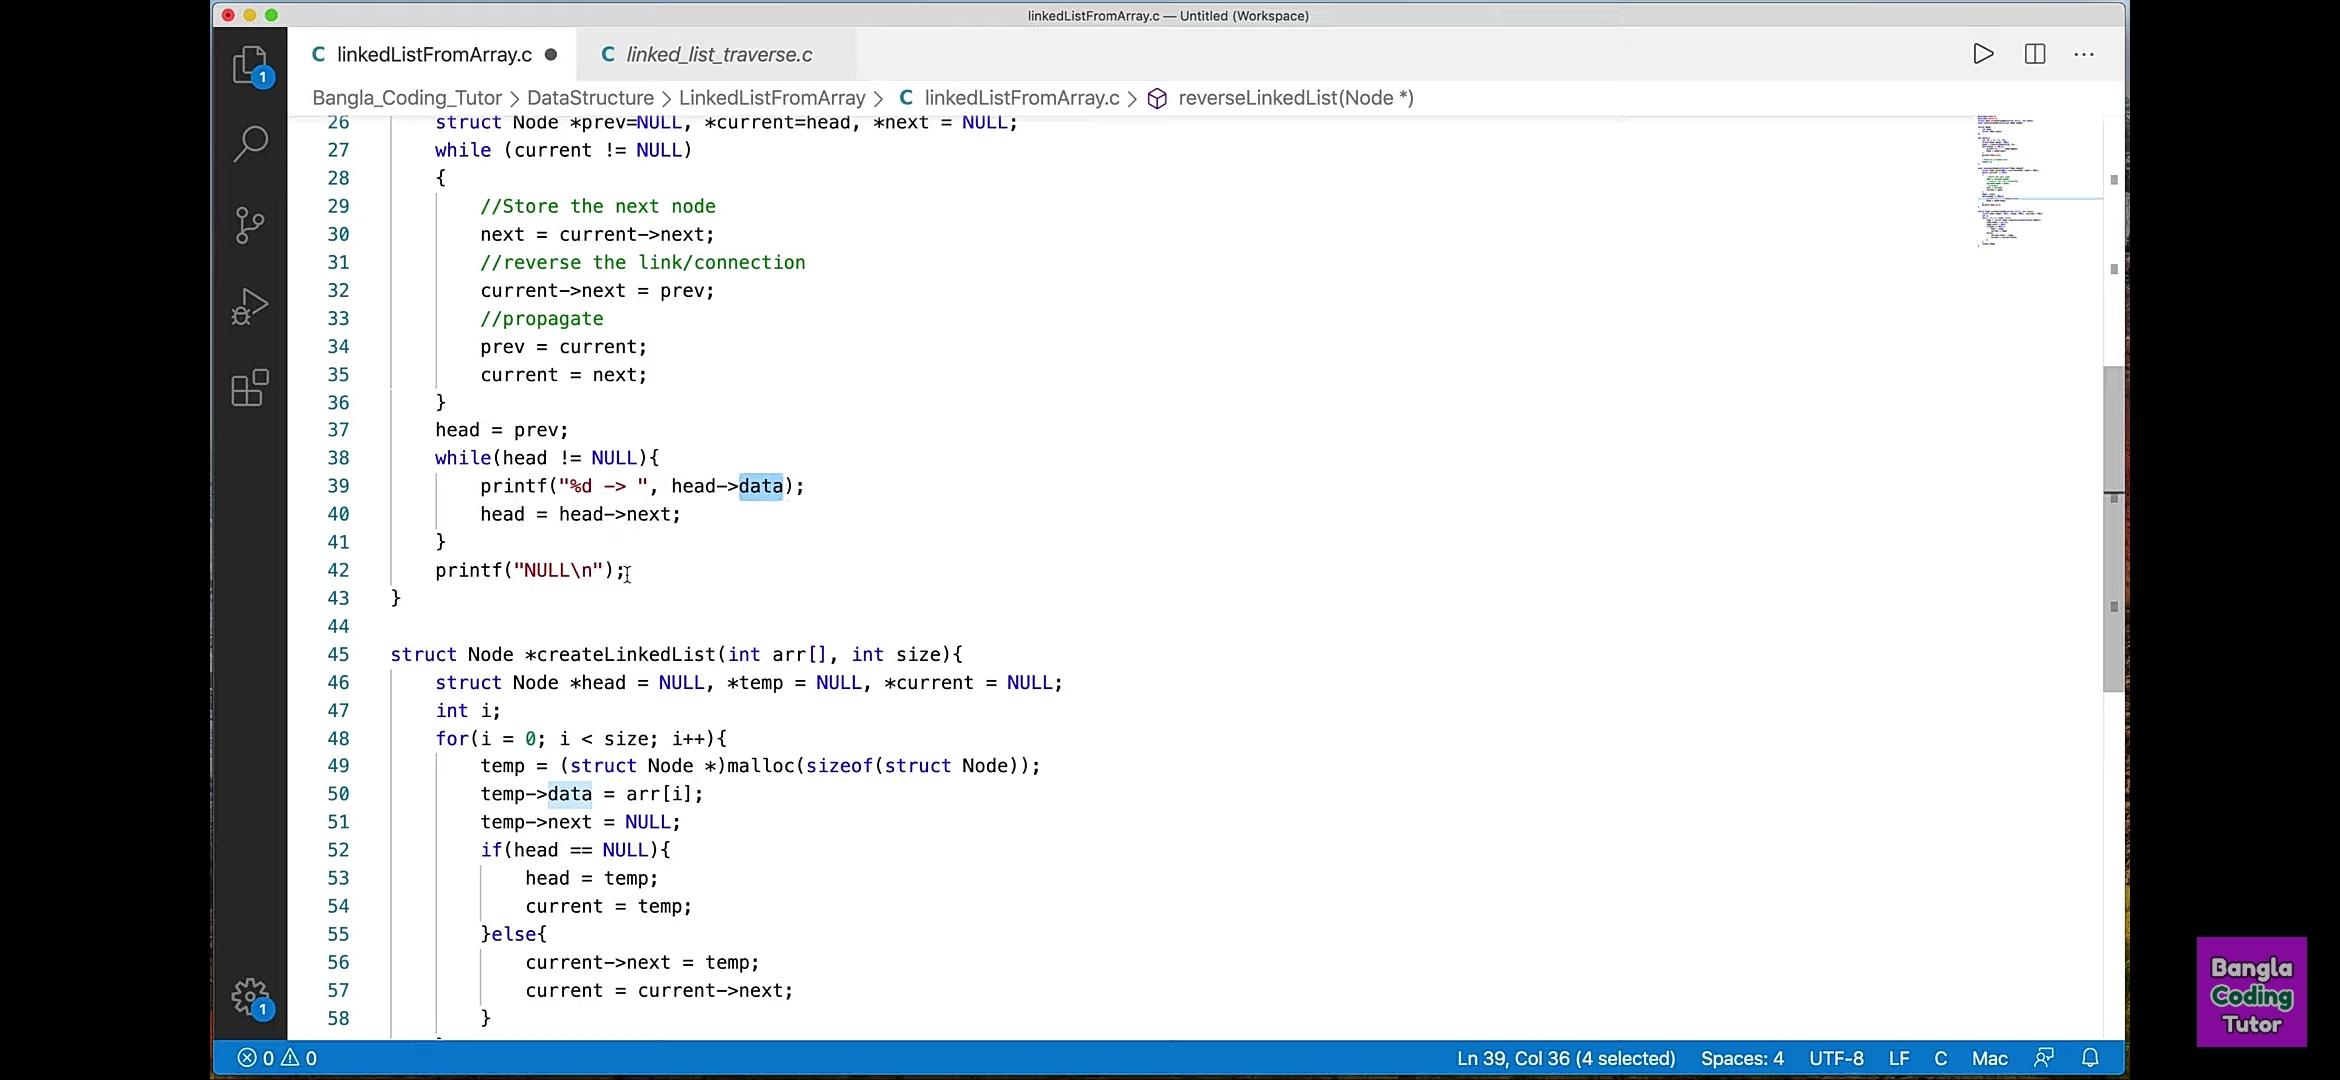 linkedListFromArray.c — Untitled (Workspace)
C linkedListFromArray.c ● C linked_list_traverse.c
1
Bangla_Coding_Tutor > DataStructure > LinkedListFromArray > C linkedListFromArray.c > reverseLinkedList(Node *)
26 struct Node *prev=NULL, *current=head, *next = NULL;
27 while (current != NULL)
28 {
29 //Store the next node
30 next = current->next;
31 //reverse the link/connection
32 current->next = prev;
33 //propagate
34 prev = current;
35 current = next;
36 }
37 head = prev;
38 while(head != NULL){
39 printf("%d -> ", head->data);
40 head = head->next;
41 }
42 printf("NULL\n");
43 }
44
45 struct Node *createLinkedList(int arr[], int size){
46 struct Node *head = NULL, *temp = NULL, *current = NULL;
47 int i;
48 for(i = 0; i < size; i++){
49 temp = (struct Node *)malloc(sizeof(struct Node));
50 temp->data = arr[i];
51 temp->next = NULL;
52 if(head == NULL){
53 head = temp;
54 current = temp;
55 }else{
56 current->next = temp;
57 current = current->next;
58 }
1
0 0 Ln 39, Col 36 (4 selected) Spaces: 4 UTF-8 LF C Mac
Bangla
Coding
Tutor